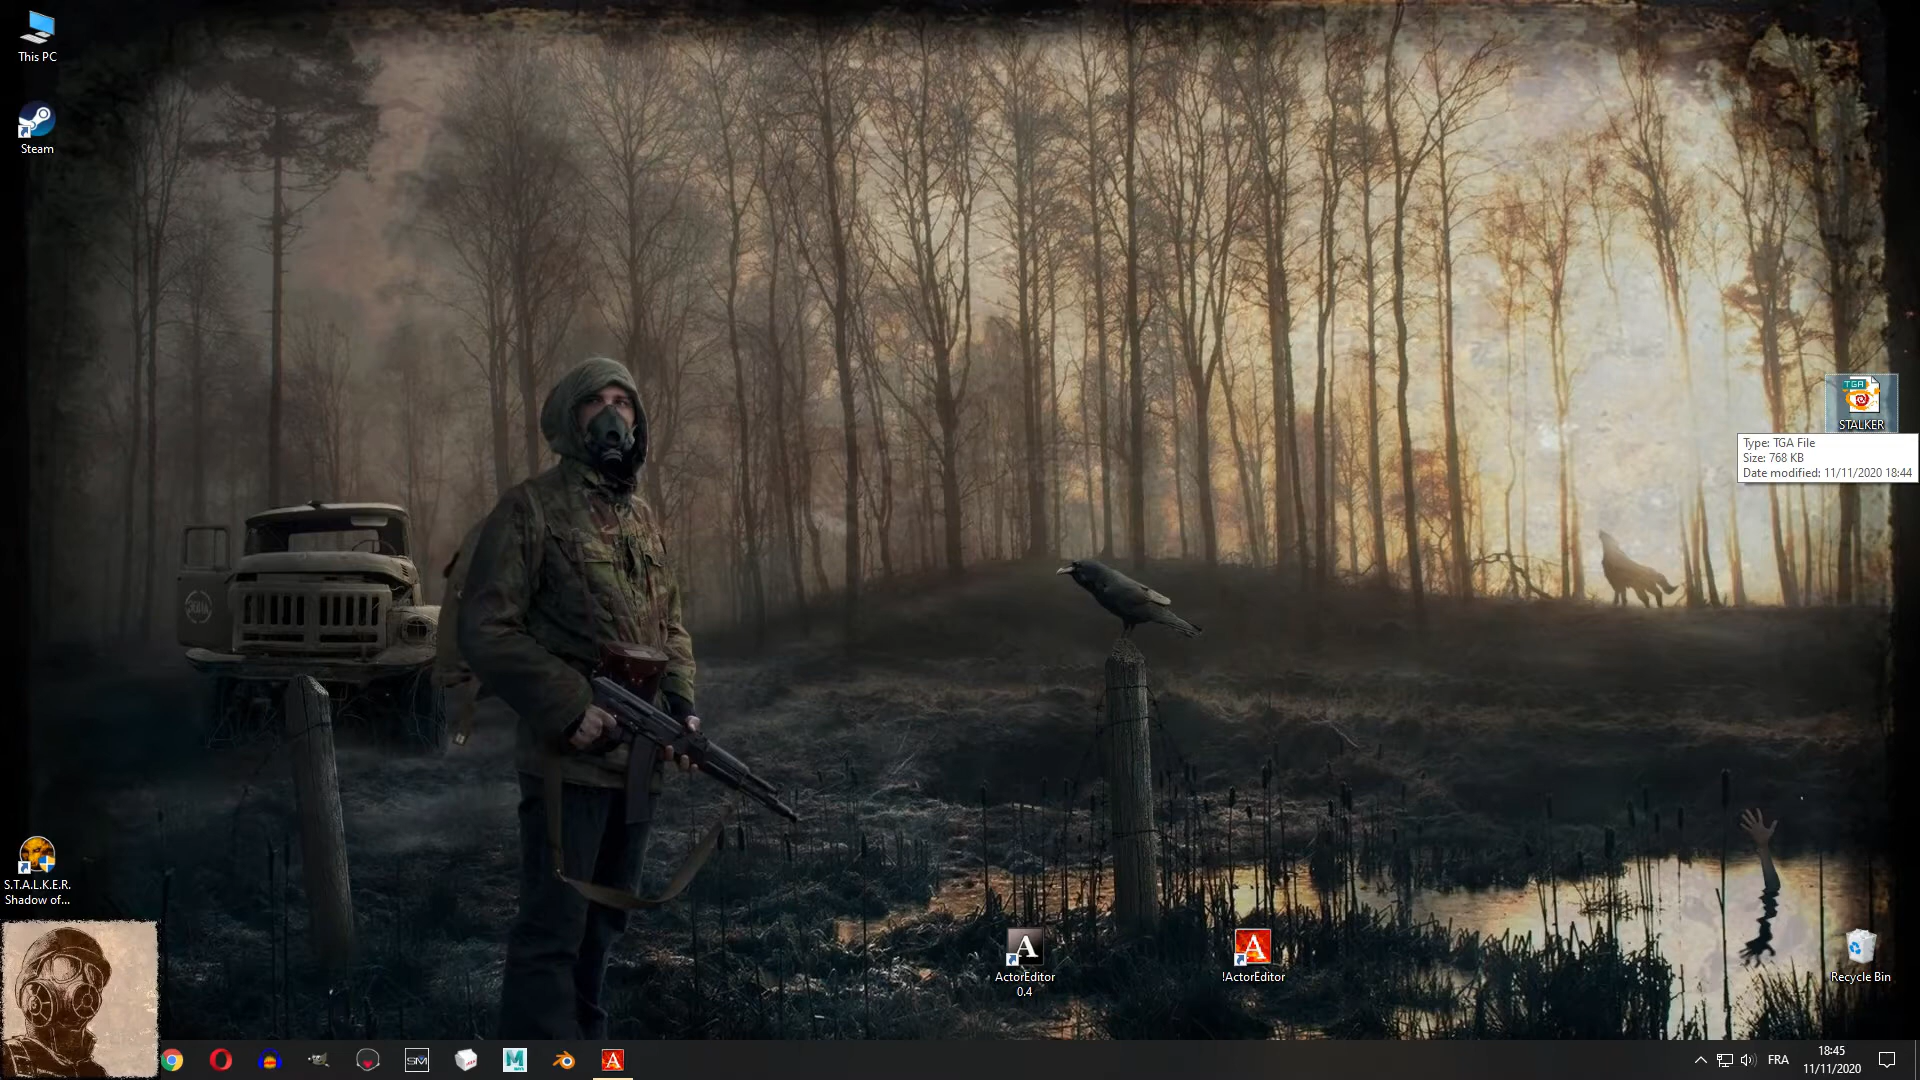 This PC
Steam
TGA
STALKER
Type: TGA File
Size: 768 KB
Date modified: 11/11/2020 18:44
S.T.A.L.K.E.R.
Shadow of...
A
ActorEditor
0.4
A
!ActorEditor
Recycle Bin
SM
M
A
FRA
18:45
11/11/2020